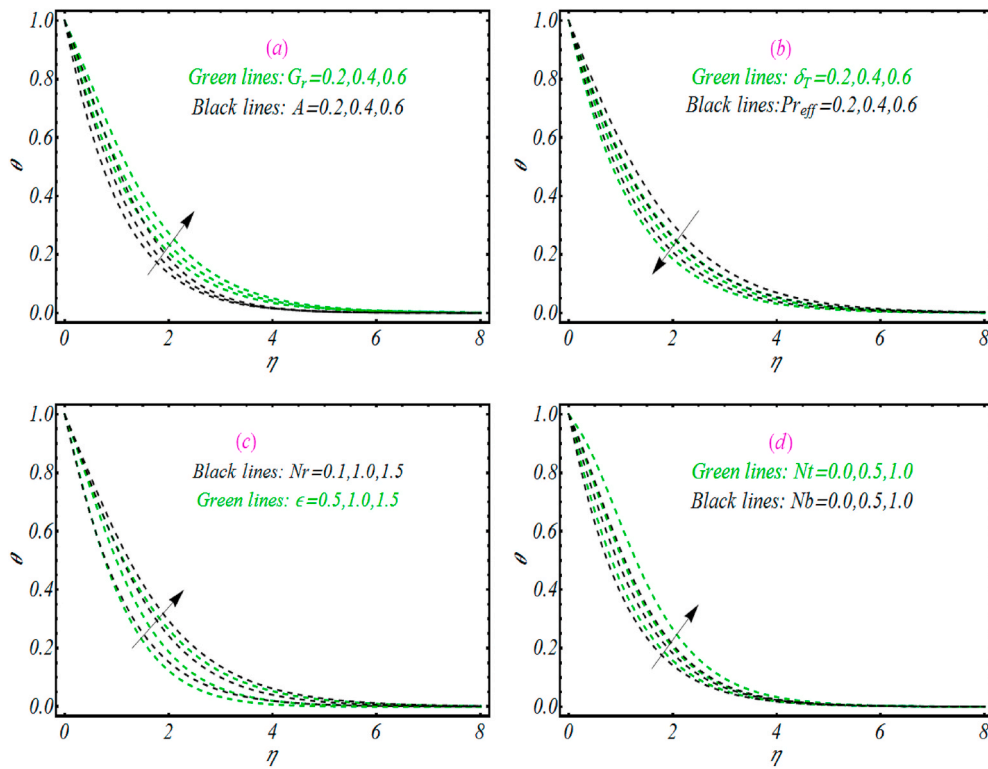 (a)
Green lines: G_r=0.2,0.4,0.6
Black lines: A=0.2,0.4,0.6
1.0
0.8
0.6
0.4
0.2
0.0
θ
0 2 4 6 8
η
(b)
Green lines: δ_T=0.2,0.4,0.6
Black lines:Pr_eff=0.2,0.4,0.6
1.0
0.8
0.6
0.4
0.2
0.0
θ
0 2 4 6 8
η
(c)
Black lines: Nr=0.1,1.0,1.5
Green lines: ϵ=0.5,1.0,1.5
1.0
0.8
0.6
0.4
0.2
0.0
θ
0 2 4 6 8
η
(d)
Green lines: Nt=0.0,0.5,1.0
Black lines: Nb=0.0,0.5,1.0
1.0
0.8
0.6
0.4
0.2
0.0
θ
0 2 4 6 8
η